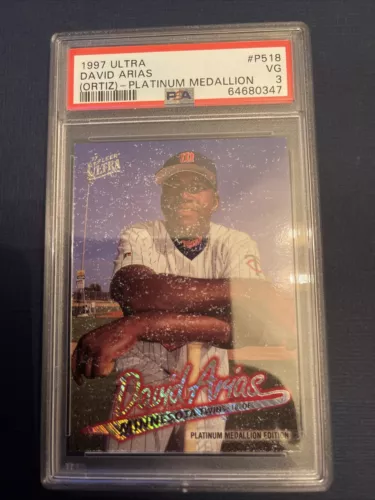 1997 ULTRA #P518
DAVID ARIAS VG
(ORTIZ)-PLATINUM MEDALLION 3
PSA 64680347
FLEER
ULTRA
David Arias
MINNESOTA TWINS
PLATINUM MEDALLION EDITION